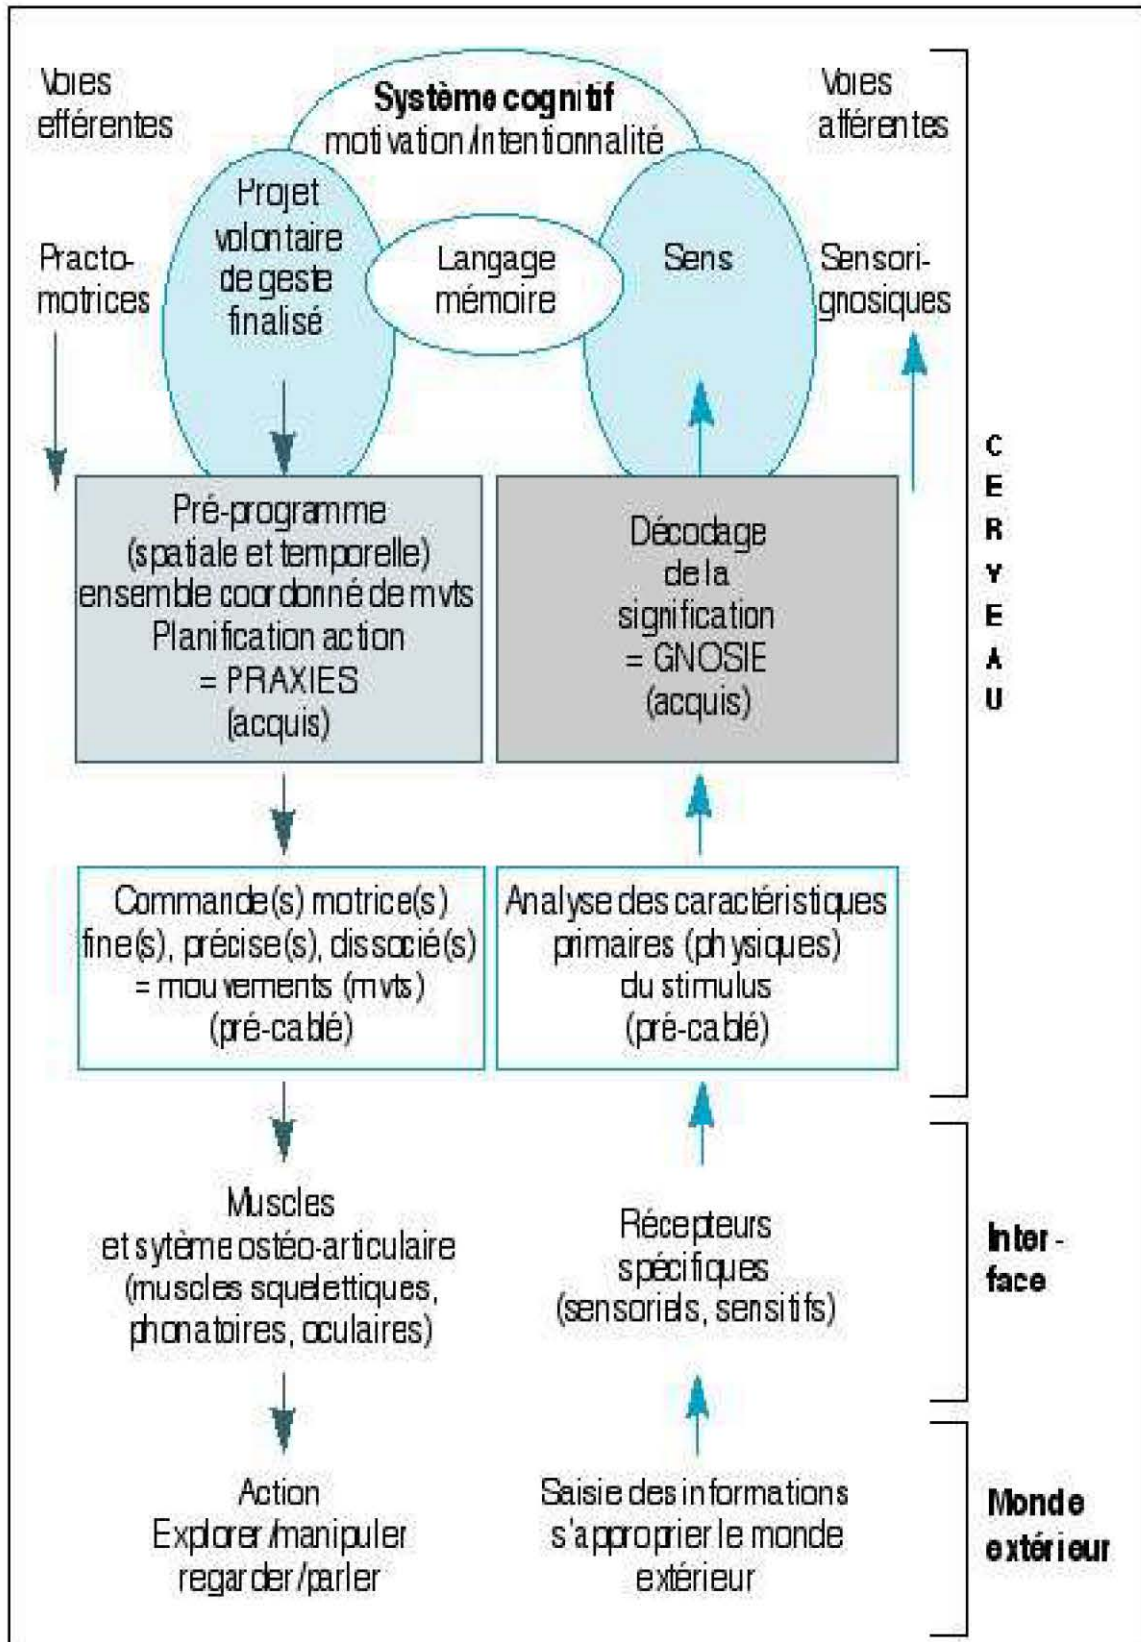 Voies
efférentes
Système cognitif
motivation/Intentionnalité
Voies
afférentes
Practo-
motrices
Projet
volontaire
de geste
finalisé
Langage
mémoire
Sens
Sensori-
gnosiques
Pré-programme
(spatiale et temporelle)
ensemble coordonné de mvts
Planification action
= PRAXIES
(acquis)
Décodage
de la
signification
= GNOSIE
(acquis)
CERVEAU
Commande(s) motrice(s)
fine(s), précise(s), dissocié(s)
= mouvements (mvts)
(pré-cablé)
Analyse des caractéristiques
primaires (physiques)
du stimulus
(pré-cablé)
Muscles
et sytème ostéo-articulaire
(muscles squelettiques,
phonatoires, oculaires)
Récepteurs
spécifiques
(sensoriels, sensitifs)
Inter-
face
Action
Explorer/manipuler
regarder/parler
Saisie des informations
s'approprier le monde
extérieur
Monde
extérieur